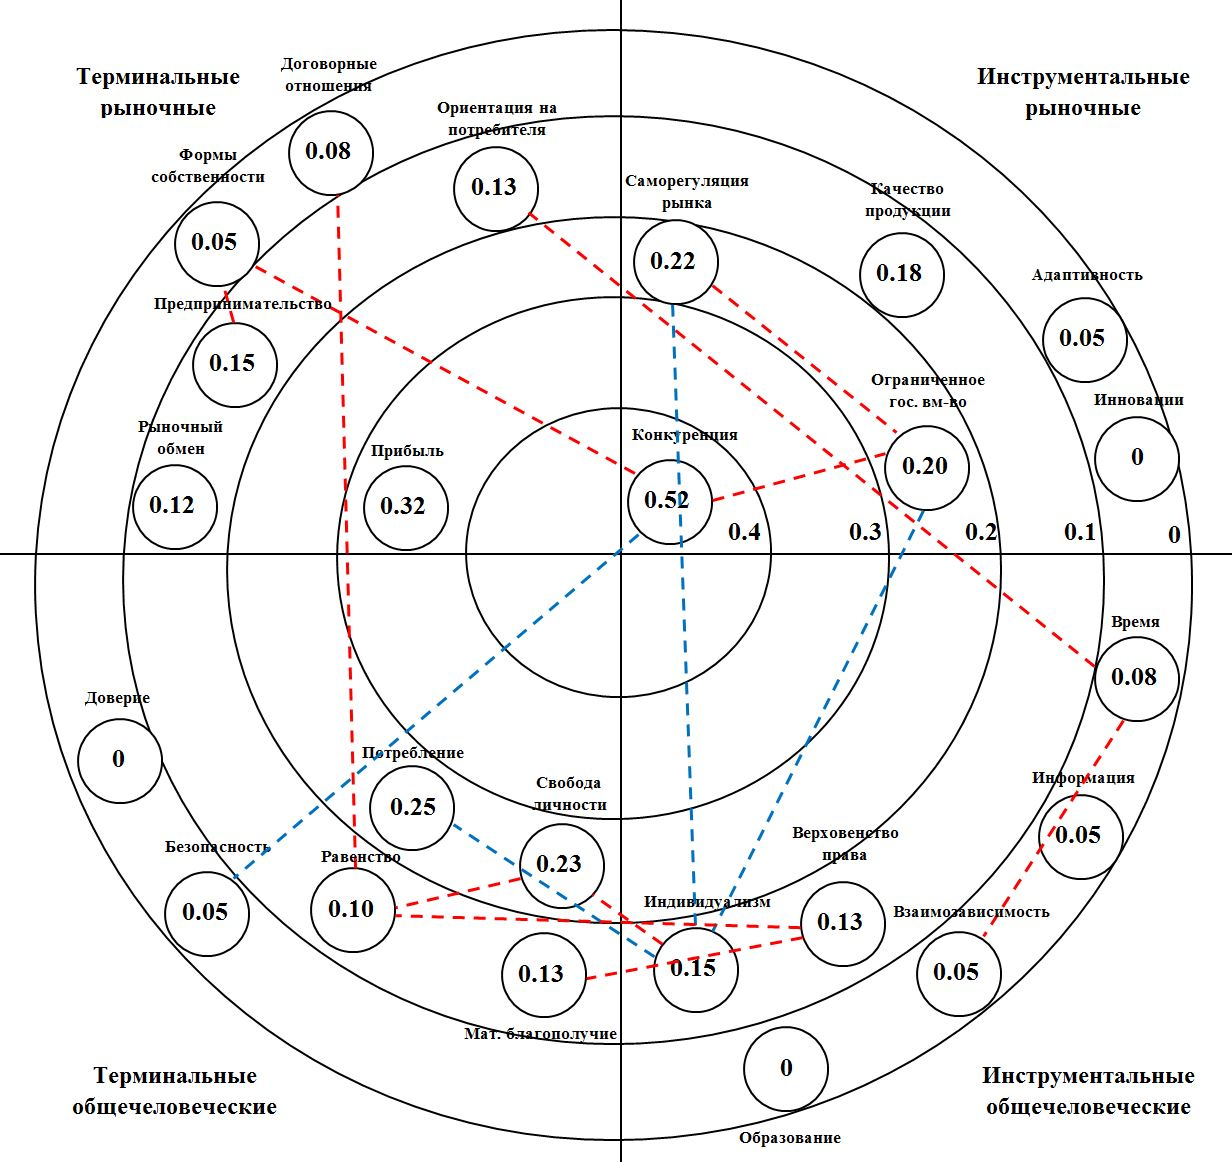 Терминальные
рыночные
Инструментальные
рыночные
Договорные
отношения
0.08
Ориентация на
потребителя
0.13
Формы
собственности
0.05
Саморегуляция
рынка
0.22
Качество
продукции
0.18
Адаптивность
0.05
Предпринимательство
0.15
Ограниченное
гос. вм-во
0.20
Инновации
0
Рыночный
обмен
0.12
Прибыль
0.32
Конкуренция
0.52
0.4
0.3
0.2
0.1
0
Время
0.08
Доверие
0
Потребление
0.25
Свобода
личности
0.23
Информация
0.05
Безопасность
0.05
Равенство
0.10
Верховенство
права
0.13
Индивидуализм
0.15
Взаимозависимость
0.05
0.13
Мат. благополучие
0
Образование
Терминальные
общечеловеческие
Инструментальные
общечеловеческие